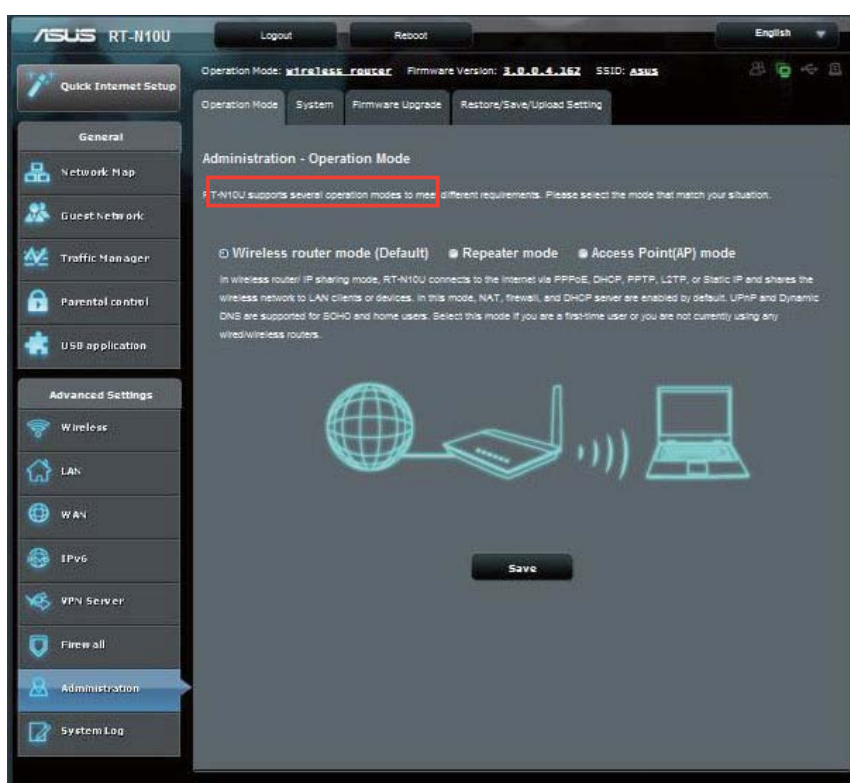 ASUS RT-N10U
Logout
Reboot
English
Quick Internet Setup
Operation Mode: wireless router Firmware Version: 3.0.0.4.162 SSID: ASUS
Operation Mode
System
Firmware Upgrade
Restore/Save/Upload Setting
General
Network Map
Guest Network
Traffic Manager
Parental control
USB application
Advanced Settings
Wireless
LAN
WAN
IPv6
VPN Server
Firewall
Administration
System Log
Administration - Operation Mode
RT-N10U supports several operation modes to meet different requirements. Please select the mode that match your situation.
Wireless router mode (Default) Repeater mode Access Point(AP) mode
In wireless router/ IP sharing mode, RT-N10U connects to the Internet via PPPoE, DHCP, PPTP, L2TP, or Static IP and shares the
wireless network to LAN clients or devices. In this mode, NAT, firewall, and DHCP server are enabled by default. UPnP and Dynamic
DNS are supported for SOHO and home users. Select this mode if you are a first-time user or you are not currently using any
wired/wireless routers.
Save